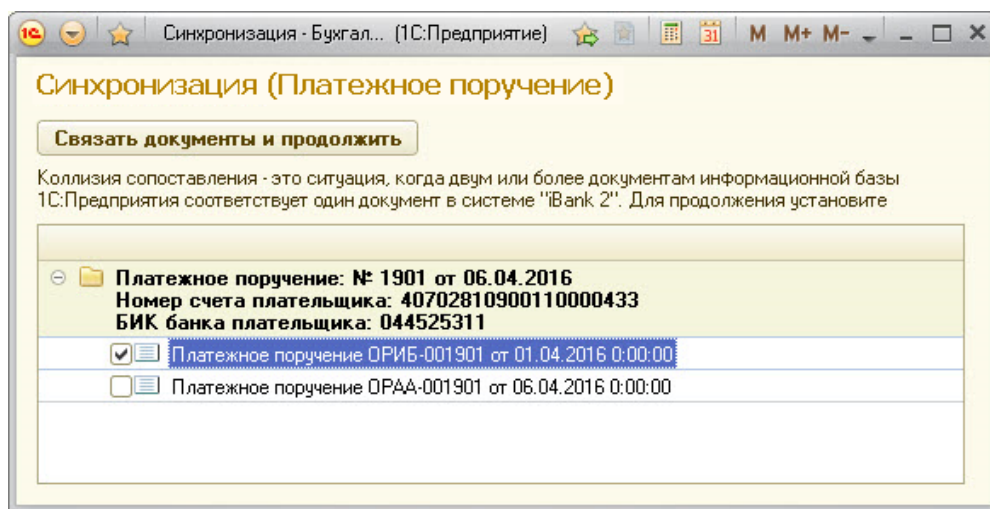 1С Синхронизация - Бухгал... (1С:Предприятие) 31 M M+ M-
Синхронизация (Платежное поручение)
Связать документы и продолжить
Коллизия сопоставления - это ситуация, когда двум или более документам информационной базы
1С:Предприятия соответствует один документ в системе "iBank 2". Для продолжения установите
Платежное поручение: № 1901 от 06.04.2016
Номер счета плательщика: 40702810900110000433
БИК банка плательщика: 044525311
Платежное поручение ОРИБ-001901 от 01.04.2016 0:00:00
Платежное поручение ОРАА-001901 от 06.04.2016 0:00:00